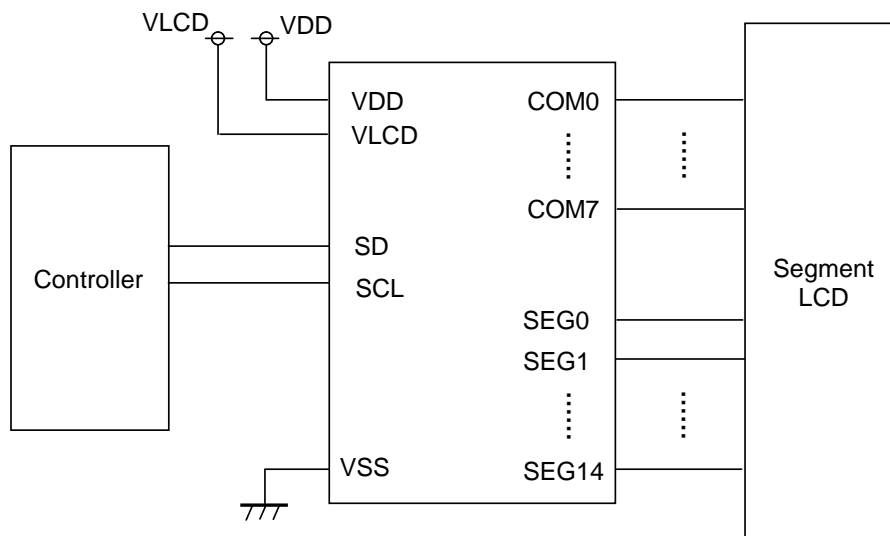 VLCD
VDD
VDD
VLCD
COM0
COM7
SD
SCL
Controller
Segment
LCD
SEG0
SEG1
VSS
SEG14